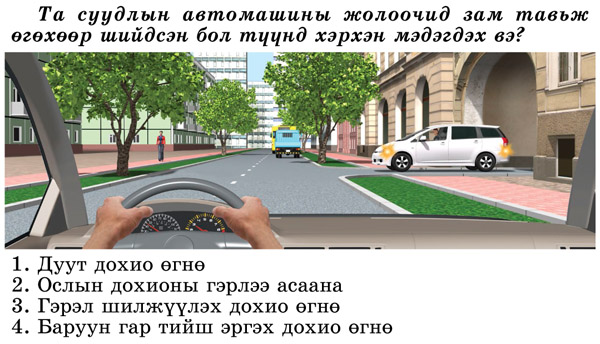 Та суудлын автомашины жолоочид зам тавьж
өгөхөөр шийдсэн бол түүнд хэрхэн мэдэгдэх вэ?
1. Дуут дохио өгнө
2. Ослын дохионы гэрлээ асаана
3. Гэрэл шилжүүлэх дохио өгнө
4. Баруун гар тийш эргэх дохио өгнө